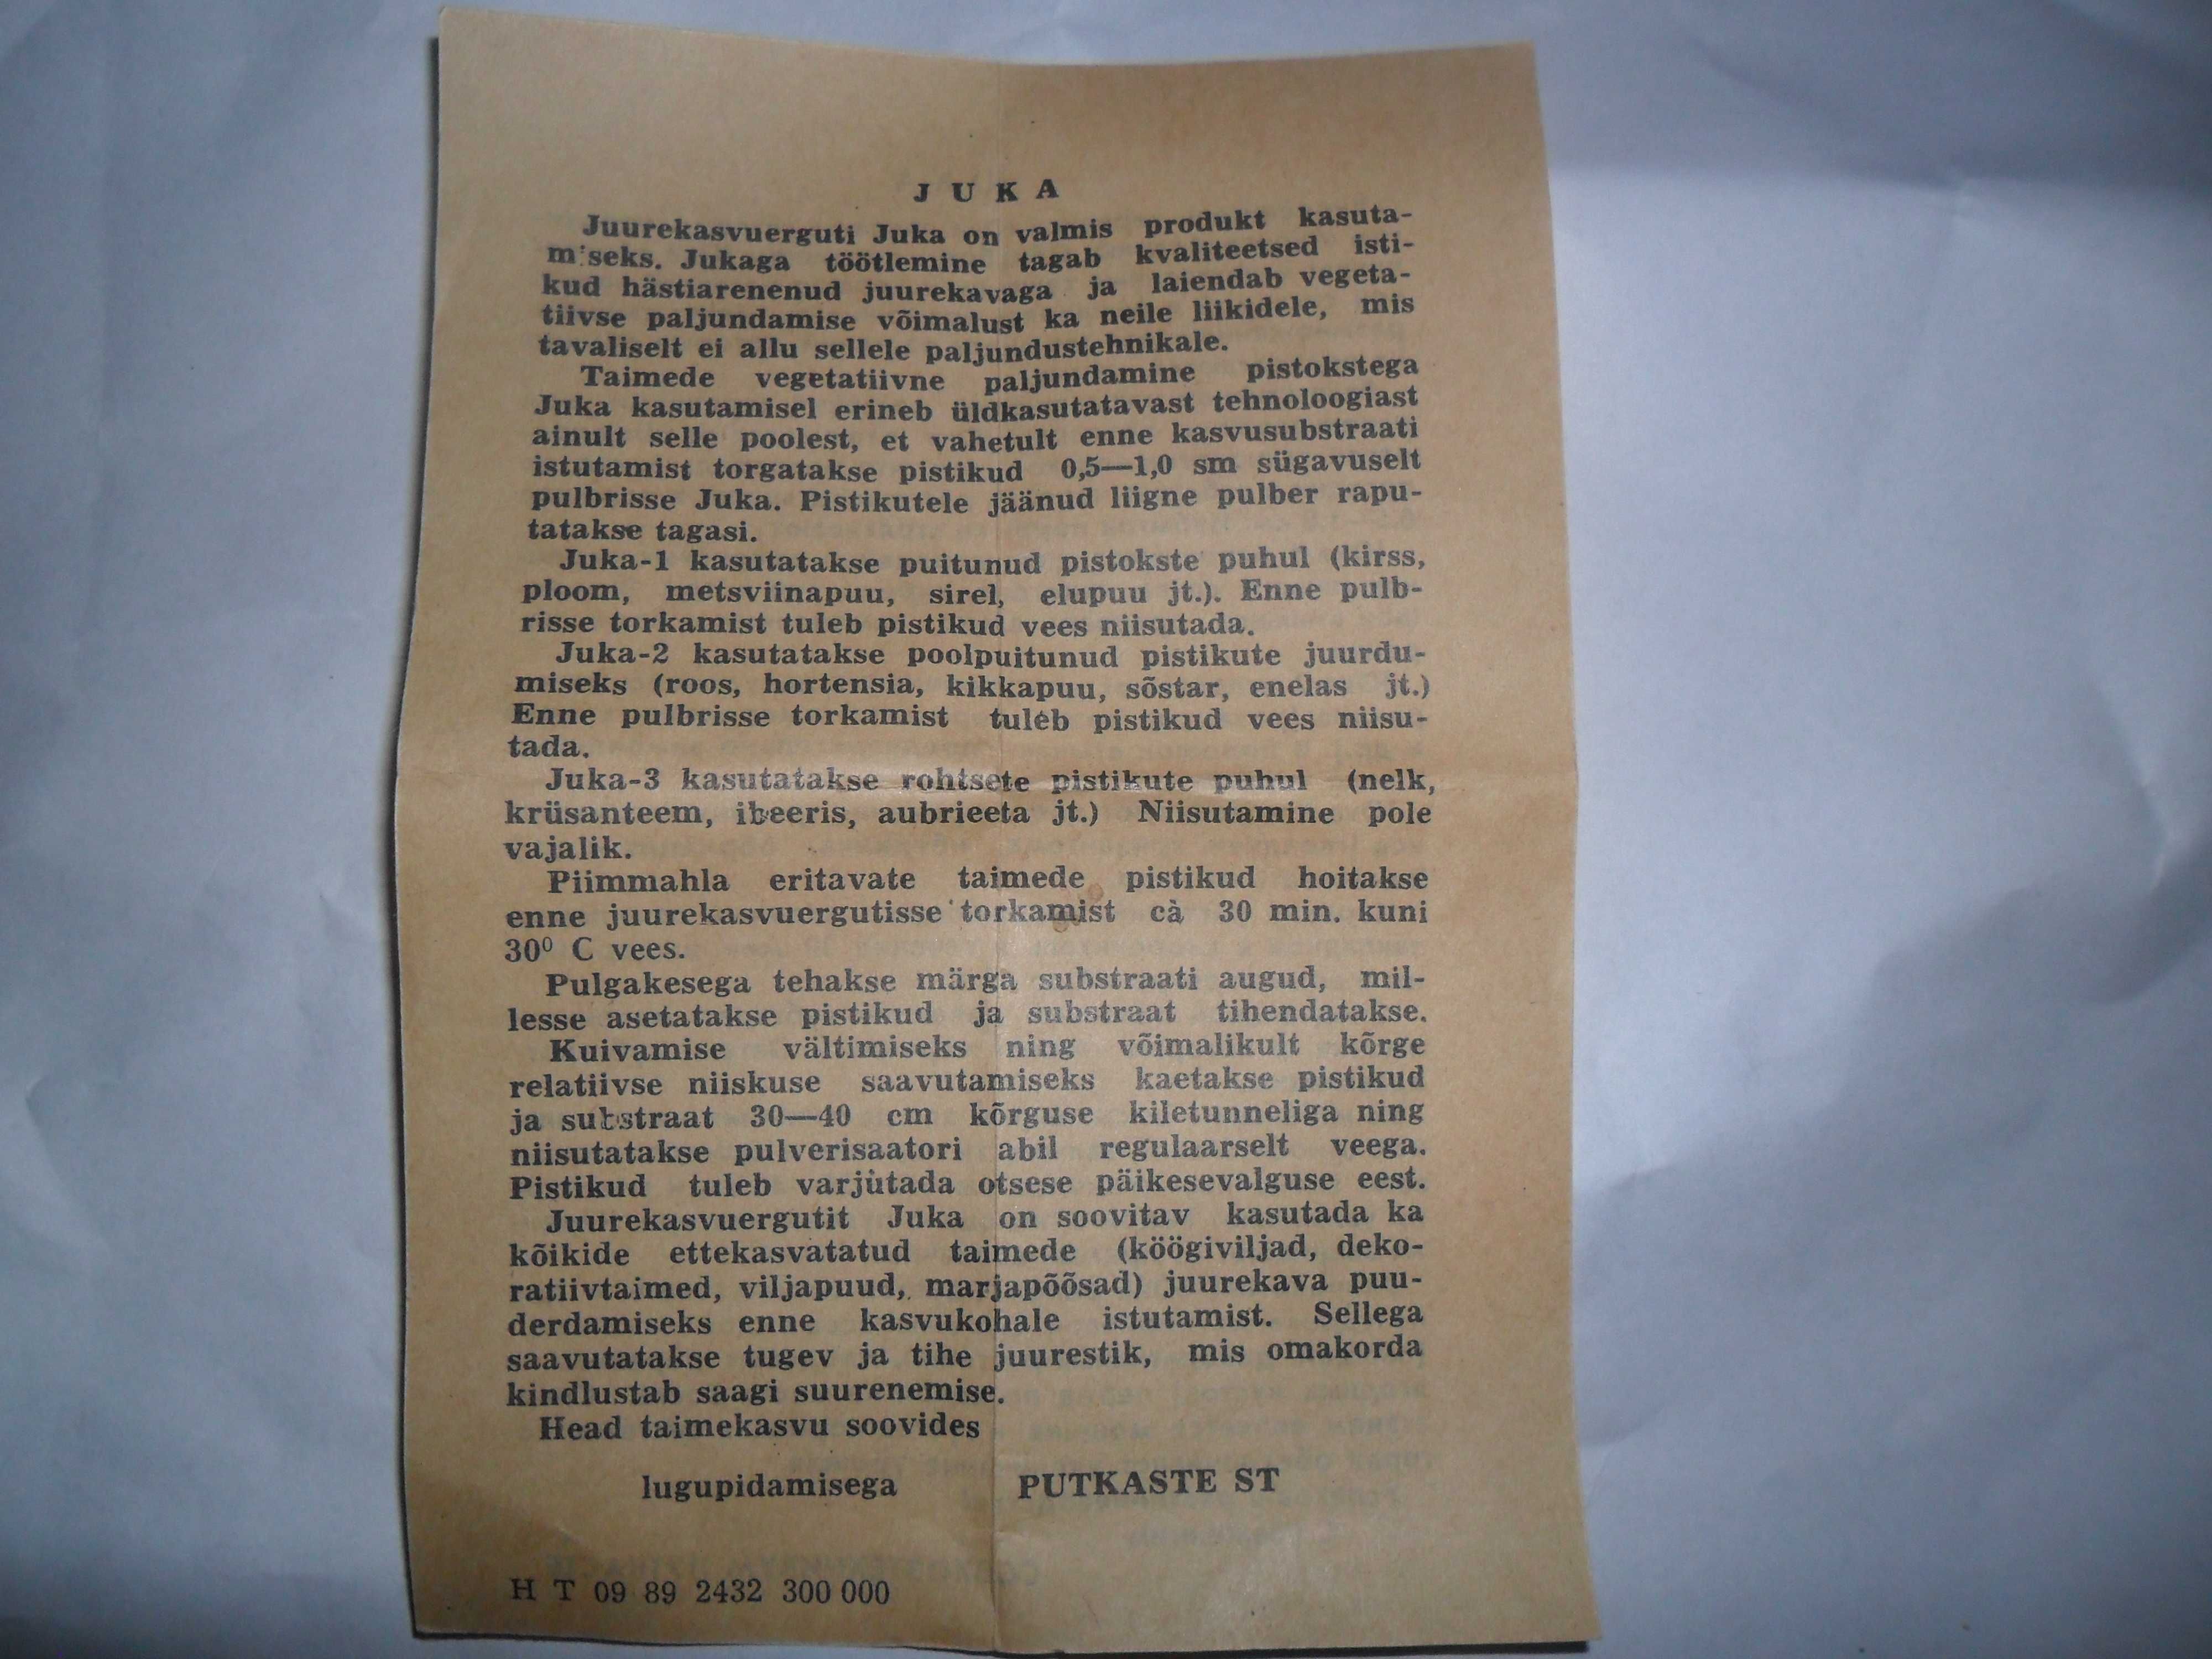 J U K A
Juurekasvuerguti Juka on valmis produkt kasuta-
miseks. Jukaga töötlemine tagab kvaliteetsed isti-
kud hästiarenenud juurekavaga ja laiendab vegeta-
tiivse paljundamise võimalust ka neile liikidele, mis
tavaliselt ei allu sellele paljundustehnikale.
Taimede vegetatiivne paljundamine pistokstega
Juka kasutamisel erineb üldkasutatavast tehnoloogiast
ainult selle poolest, et vahetult enne kasvusubstraati
istutamist torgatakse pistikud 0,5—1,0 sm sügavuselt
pulbrisse Juka. Pistikutele jäänud liigne pulber rapu-
tatakse tagasi.
Juka-1 kasutatakse puitunud pistokste puhul (kirss,
ploom, metsviinapuu, sirel, elupuu jt.). Enne pulb-
risse torkamist tuleb pistikud vees niisutada.
Juka-2 kasutatakse poolpuitunud pistikute juurdu-
miseks (roos, hortensia, kikkapuu, sõstar, enelas jt.)
Enne pulbrisse torkamist tuleb pistikud vees niisu-
tada.
Juka-3 kasutatakse rohtsete pistikute puhul (nelk,
krüsanteem, ibeeris, aubrieeta jt.) Niisutamine pole
vajalik.
Piimmahla eritavate taimede pistikud hoitakse
enne juurekasvuergutisse torkamist cà 30 min. kuni
30⁰ C vees.
Pulgakesega tehakse märga substraati augud, mil-
lesse asetatakse pistikud ja substraat tihendatakse.
Kuivamise vältimiseks ning võimalikult kõrge
relatiivse niiskuse saavutamiseks kaetakse pistikud
ja substraat 30—40 cm kõrguse kiletunneliga ning
niisutatakse pulverisaatori abil regulaarselt veega.
Pistikud tuleb varjutada otsese päikesevalguse eest.
Juurekasvuergutit Juka on soovitav kasutada ka
kõikide ettekasvatatud taimede (köögiviljad, deko-
ratiivtaimed, viljapuud, marjapõõsad) juurekava puu-
derdamiseks enne kasvukohale istutamist. Sellega
saavutatakse tugev ja tihe juurestik, mis omakorda
kindlustab saagi suurenemise.
Head taimekasvu soovides
lugupidamisega PUTKASTE ST
H T 09 89 2432 300 000